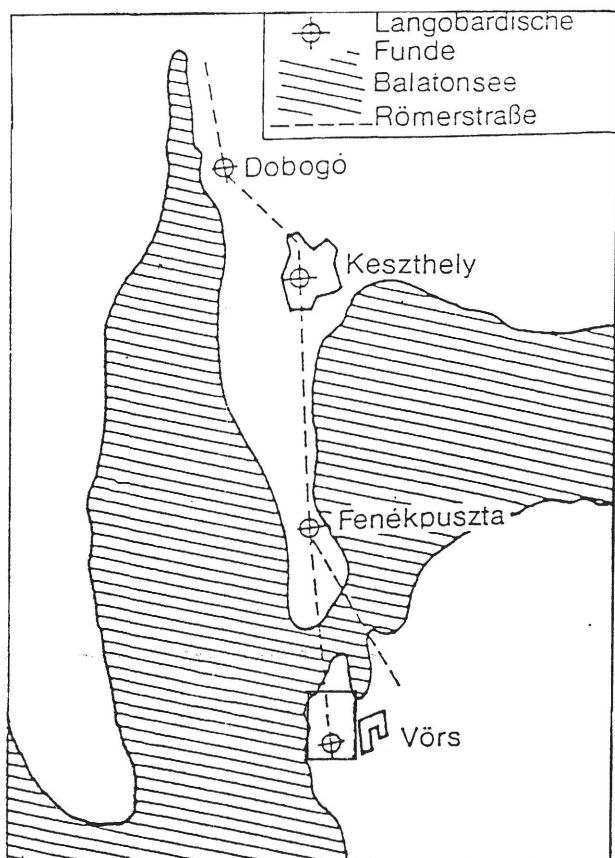 Langobardische
Funde
Balatonsee
Römerstraße
Dobogó
Keszthely
Fenékpuszta
Vörs